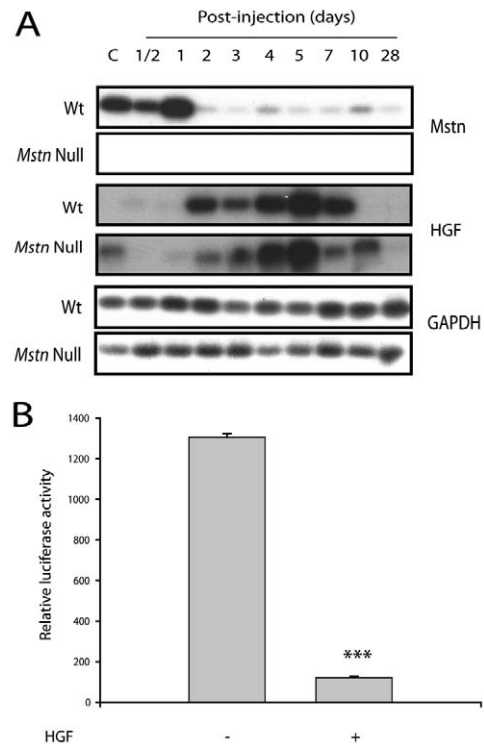 A
Post-injection (days)
C 1/2 1 2 3 4 5 7 10 28
Wt
Mstn
Mstn Null
Wt
HGF
Mstn Null
Wt
GAPDH
Mstn Null
B
1400
1200
1000
800
600
400
200
0
Relative luciferase activity
***
HGF - +